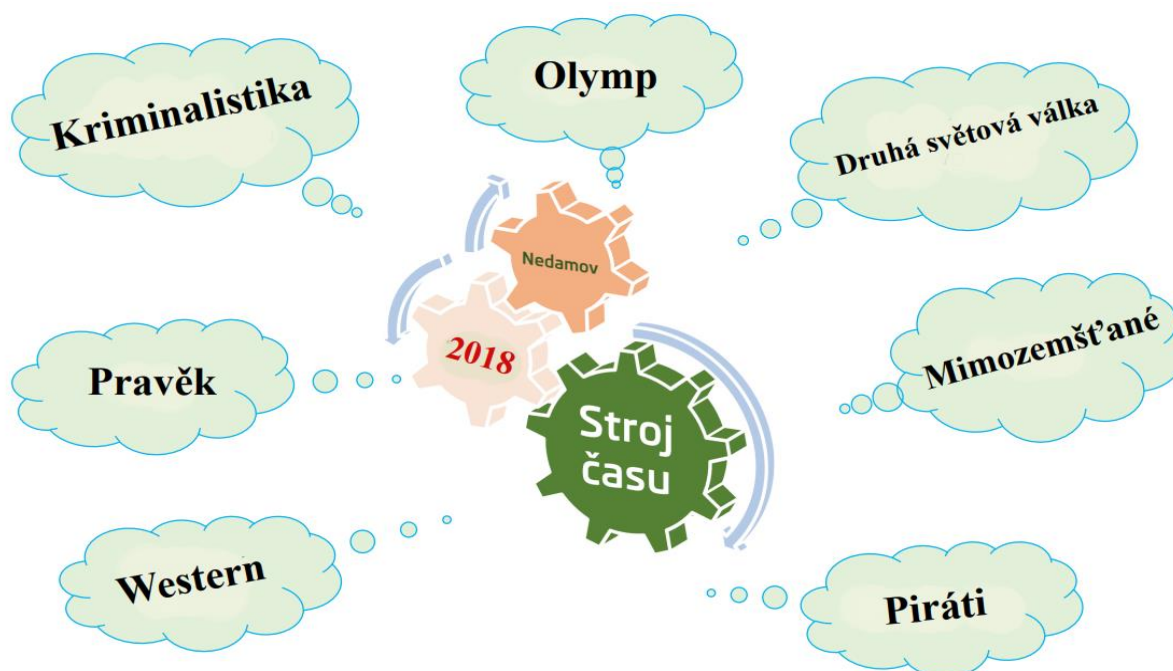 Kriminalistika
Olymp
Druhá světová válka
Nedamov
2018
Stroj
času
Mimozemšťané
Pravěk
Western
Piráti